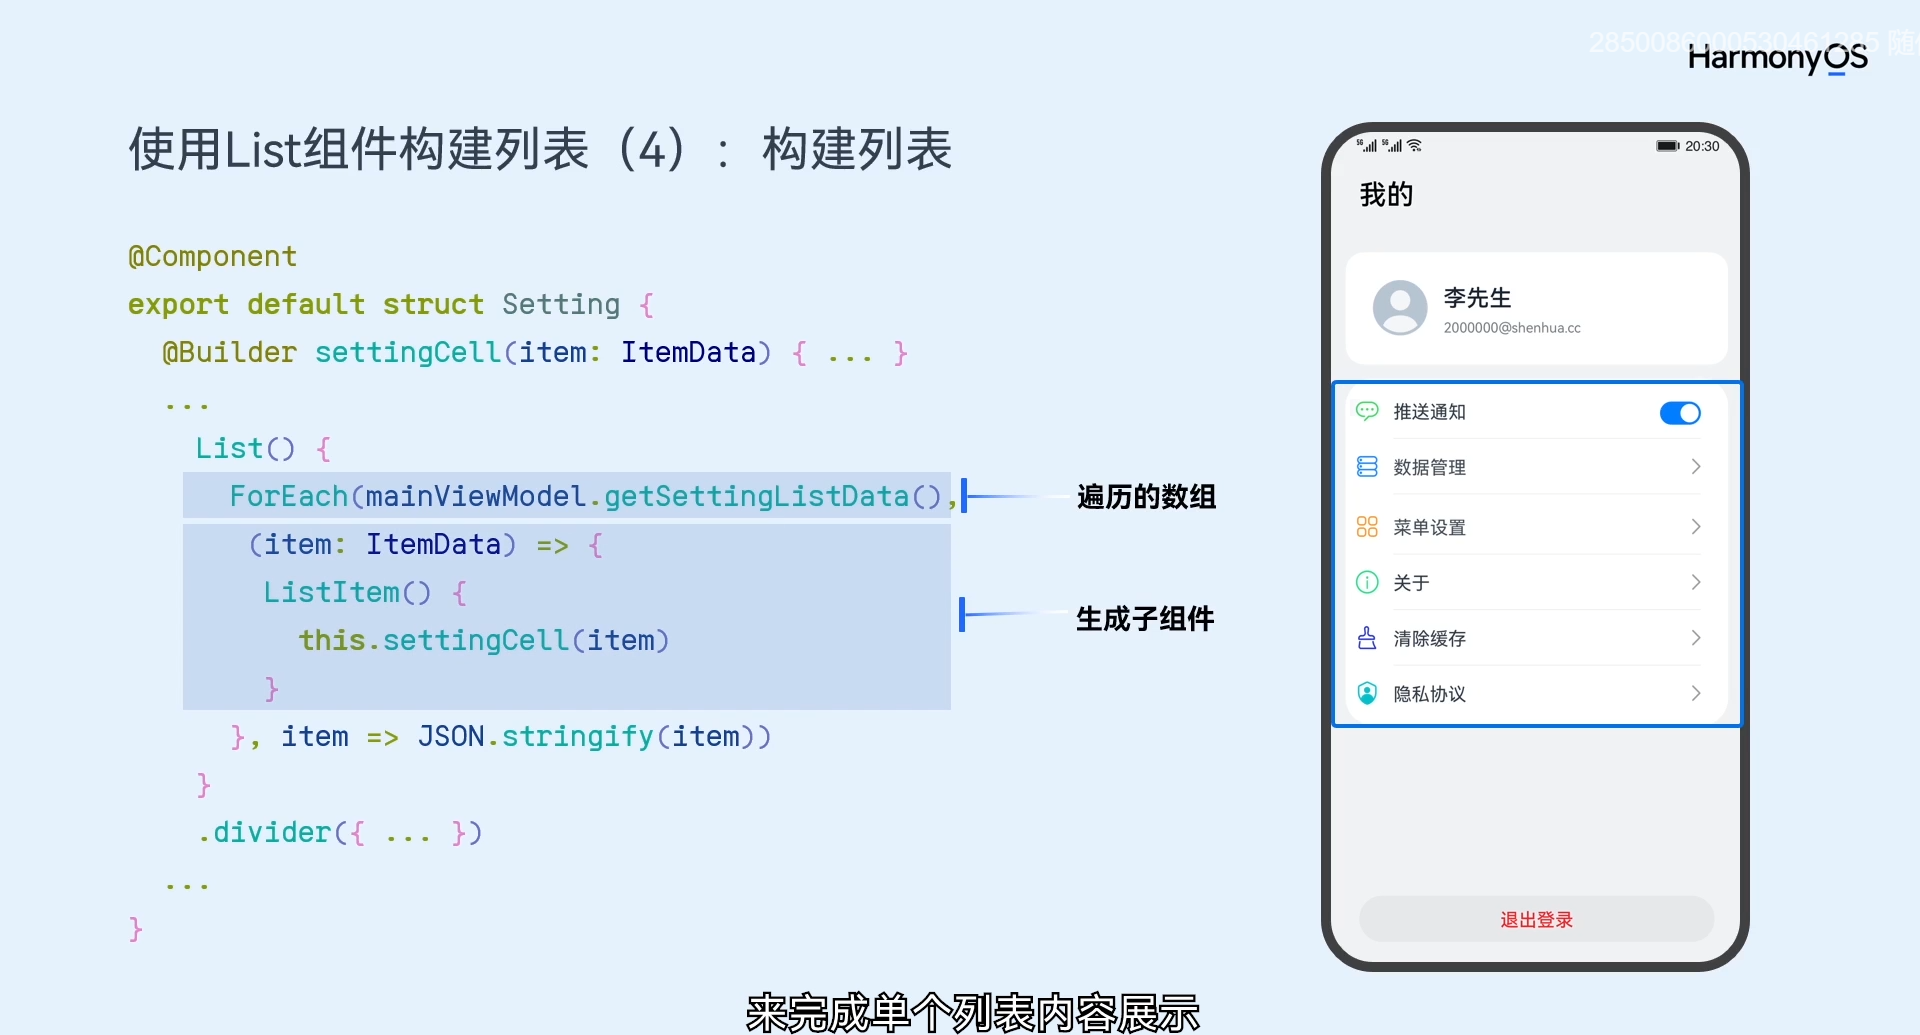 2850086000530461285 随
HarmonyOS
使用List组件构建列表（4）：构建列表
@Component
export default struct Setting {
@Builder settingCell(item: ItemData) { ... }
...
List() {
ForEach(mainViewModel.getSettingListData(),
(item: ItemData) => {
ListItem() {
this.settingCell(item)
}
}, item => JSON.stringify(item))
}
.divider({ ... })
...
}
遍历的数组
生成子组件
5G 5G 20:30
我的
李先生
2000000@shenhua.cc
推送通知
数据管理
菜单设置
关于
清除缓存
隐私协议
退出登录
来完成单个列表内容展示